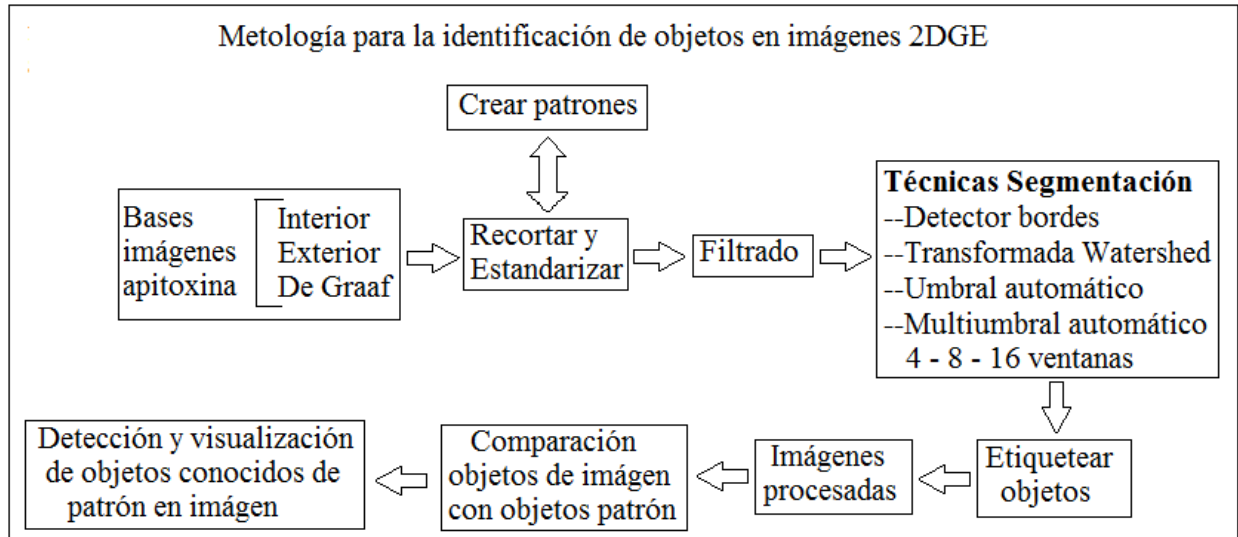 Metología para la identificación de objetos en imágenes 2DGE
Crear patrones
Bases
imágenes
apitoxina
Interior
Exterior
De Graaf
Recortar y
Estandarizar
Filtrado
Técnicas Segmentación
--Detector bordes
--Transformada Watershed
--Umbral automático
--Multiumbral automático
4 - 8 - 16 ventanas
Etiquetear
objetos
Imágenes
procesadas
Comparación
objetos de imágen
con objetos patrón
Detección y visualización
de objetos conocidos de
patrón en imágen